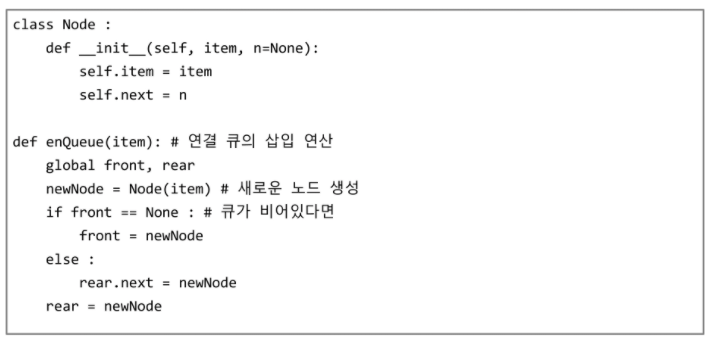 class Node :
    def __init__(self, item, n=None):
        self.item = item
        self.next = n

def enQueue(item): # 연결 큐의 삽입 연산
    global front, rear
    newNode = Node(item) # 새로운 노드 생성
    if front == None : # 큐가 비어있다면
        front = newNode
    else :
        rear.next = newNode
    rear = newNode